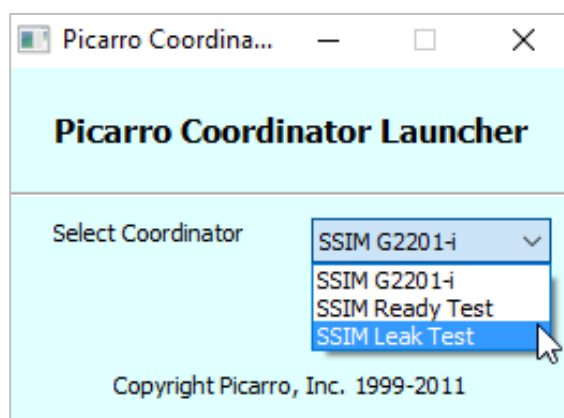 Picarro Coordina...
Picarro Coordinator Launcher
Select Coordinator
SSIM G2201-i
SSIM G2201-i
SSIM Ready Test
SSIM Leak Test
Copyright Picarro, Inc. 1999-2011